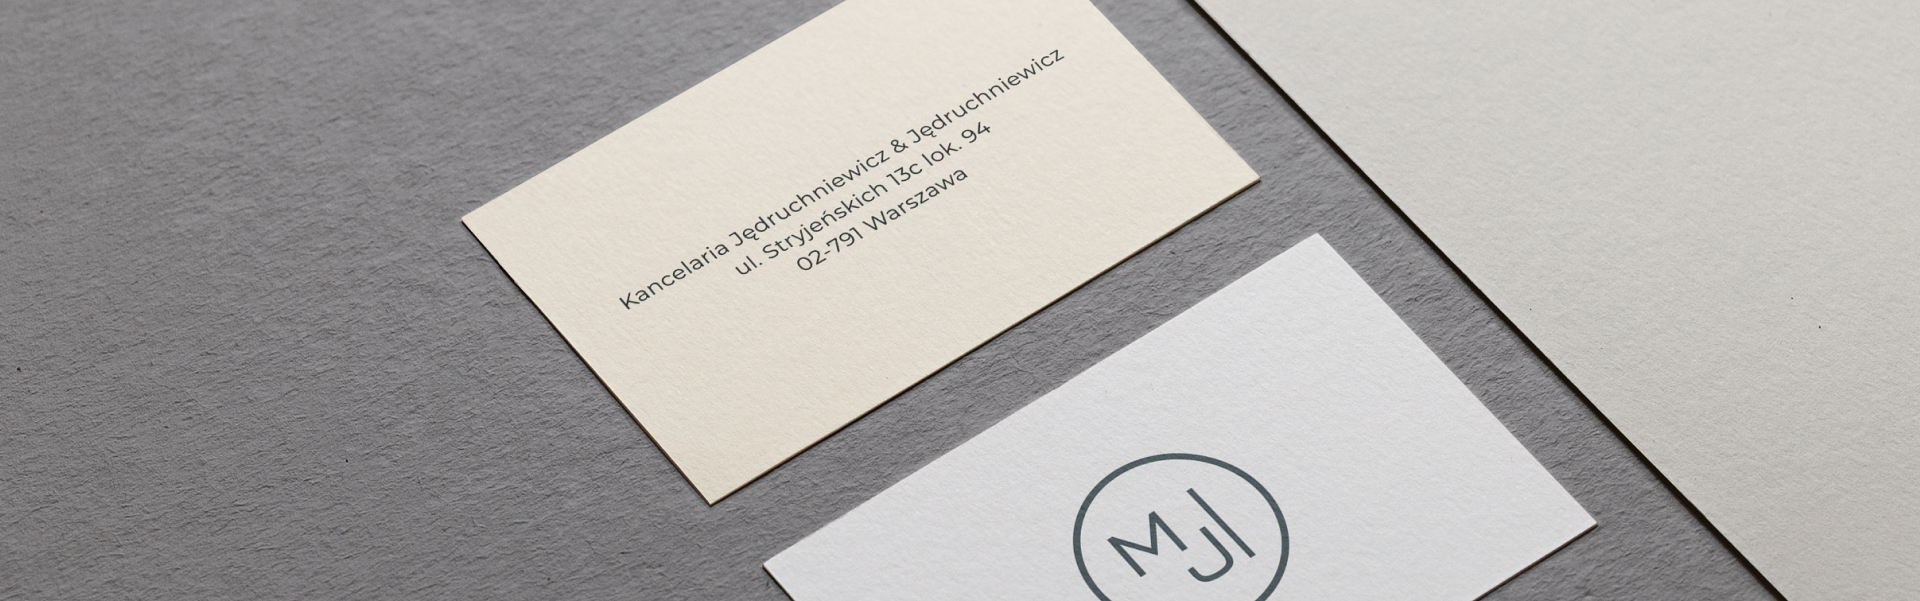 Kancelaria Jędruchniewicz & Jędruchniewicz
ul. Stryjeńskich 13c lok. 94
02-791 Warszawa
MJ